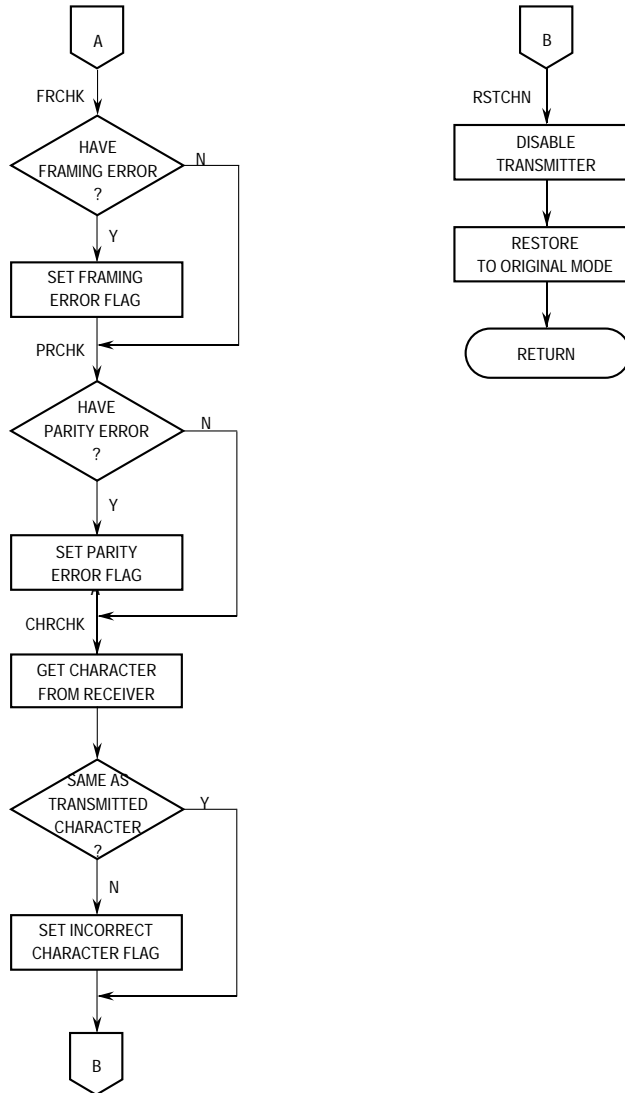 A
FRCHK
HAVE
FRAMING ERROR
?
N
Y
SET FRAMING
ERROR FLAG
PRCHK
HAVE
PARITY ERROR
?
N
Y
SET PARITY
ERROR FLAG
CHRCHK
GET CHARACTER
FROM RECEIVER
SAME AS
TRANSMITTED
CHARACTER
?
Y
N
SET INCORRECT
CHARACTER FLAG
B
B
RSTCHN
DISABLE
TRANSMITTER
RESTORE
TO ORIGINAL MODE
RETURN